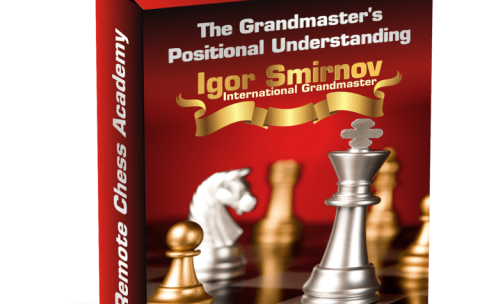 The Grandmaster's
Positional Understanding
Igor Smirnov
International Grandmaster
Remote Chess Academy